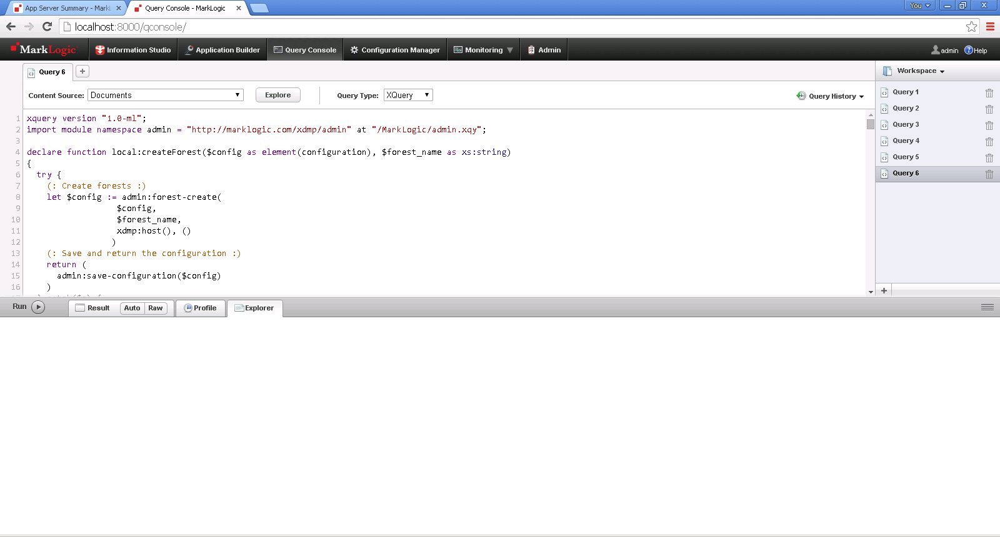 App Server Summary - MarkL
Query Console - MarkLogic
You
localhost:8000/qconsole/
MarkLogic
Information Studio
Application Builder
Query Console
Configuration Manager
Monitoring
Admin
admin
Help
Query 6
+
Workspace
Content Source:
Documents
Explore
Query Type:
XQuery
Query History
1 xquery version "1.0-ml";
2 import module namespace admin = "http://marklogic.com/xdmp/admin" at "/MarkLogic/admin.xqy";
3
4 declare function local:createForest($config as element(configuration), $forest_name as xs:string)
5 {
6 try {
7 (: Create forests :)
8 let $config := admin:forest-create(
9 $config,
10 $forest_name,
11 xdmp:host(), ()
12 )
13 (: Save and return the configuration :)
14 return (
15 admin:save-configuration($config)
16 )
Query 1
Query 2
Query 3
Query 4
Query 5
Query 6
+
Run
Result
Auto
Raw
Profile
Explorer